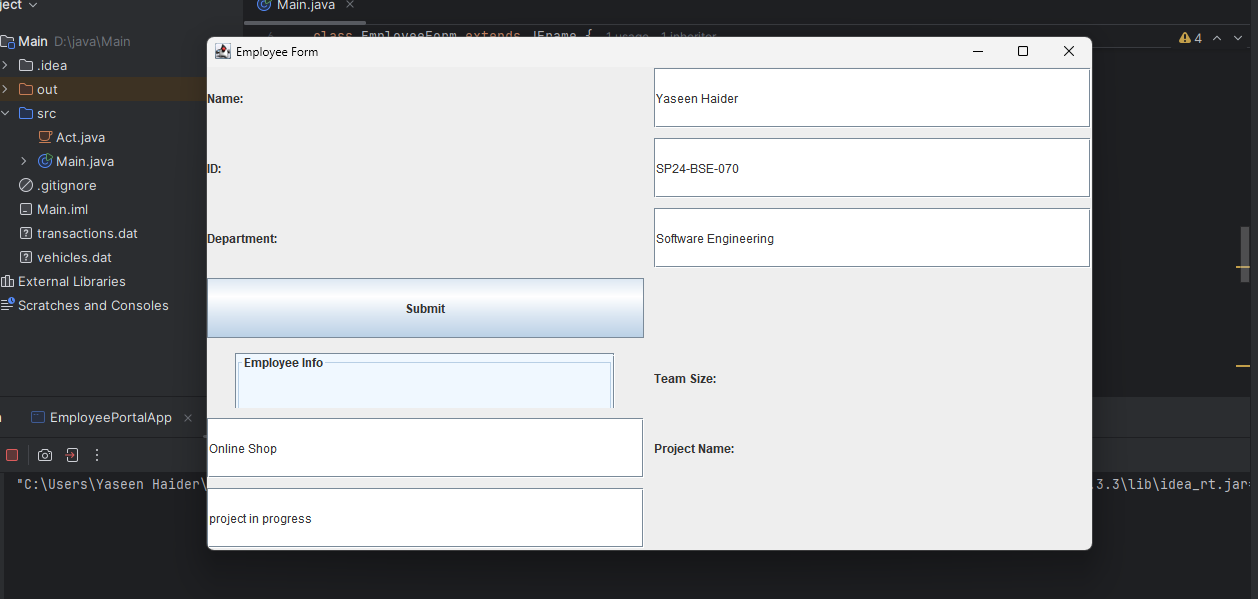 ject
Main.java
class EmployeeForm extends JFrame { 1 usage 1 inheritor
4
Main D:\java\Main
.idea
out
src
Act.java
Main.java
.gitignore
Main.iml
transactions.dat
vehicles.dat
External Libraries
Scratches and Consoles
Employee Form
Name:
Yaseen Haider
ID:
SP24-BSE-070
Department:
Software Engineering
Submit
Employee Info
Team Size:
Online Shop
Project Name:
project in progress
EmployeePortalApp
"C:\Users\Yaseen Haider\
.3.3\lib\idea_rt.jar=